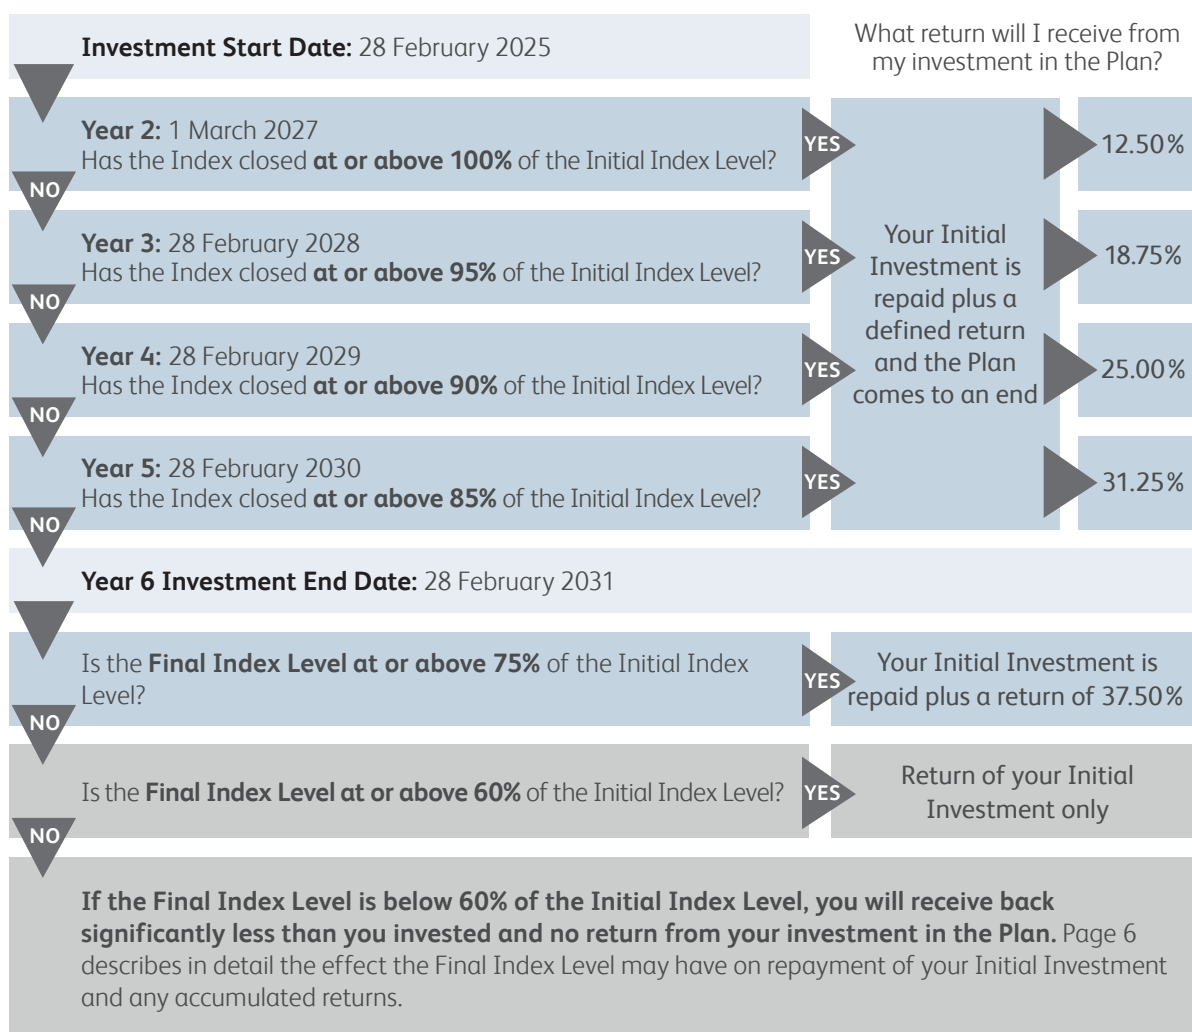 Investment Start Date: 28 February 2025
What return will I receive from
my investment in the Plan?
Year 2: 1 March 2027
Has the Index closed at or above 100% of the Initial Index Level?
YES
12.50%
NO
Year 3: 28 February 2028
Has the Index closed at or above 95% of the Initial Index Level?
YES
18.75%
NO
Year 4: 28 February 2029
Has the Index closed at or above 90% of the Initial Index Level?
YES
25.00%
NO
Year 5: 28 February 2030
Has the Index closed at or above 85% of the Initial Index Level?
YES
31.25%
NO
Your Initial
Investment is
repaid plus a
defined return
and the Plan
comes to an end
Year 6 Investment End Date: 28 February 2031
Is the Final Index Level at or above 75% of the Initial Index
Level?
YES
Your Initial Investment is
repaid plus a return of 37.50%
NO
Is the Final Index Level at or above 60% of the Initial Index Level?
YES
Return of your Initial
Investment only
NO
If the Final Index Level is below 60% of the Initial Index Level, you will receive back
significantly less than you invested and no return from your investment in the Plan. Page 6
describes in detail the effect the Final Index Level may have on repayment of your Initial Investment
and any accumulated returns.